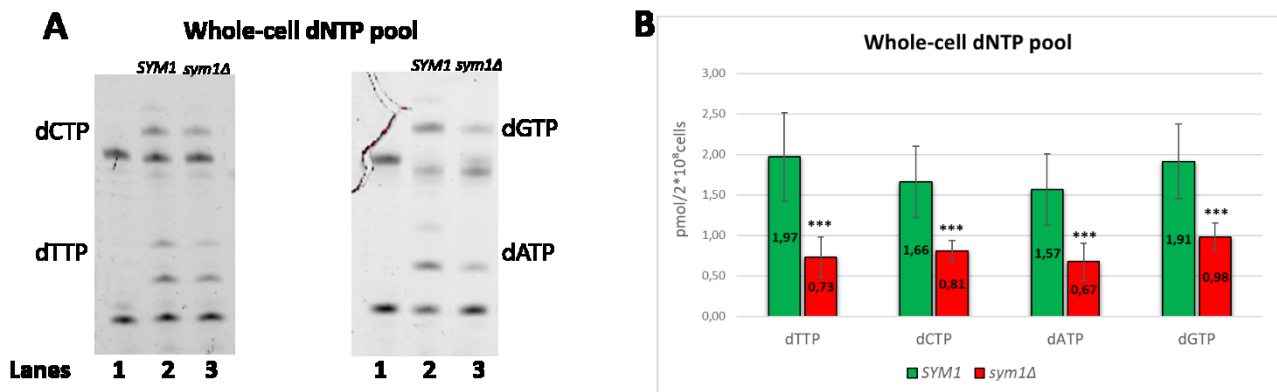 A
Whole-cell dNTP pool
SYM1 sym1Δ
SYM1 sym1Δ
dCTP
dGTP
dTTP
dATP
Lanes 1 2 3
1 2 3
B
Whole-cell dNTP pool
pmol/2*10⁸cells
3,00
2,50
2,00
1,50
1,00
0,50
0,00
1,97
***
0,73
1,66
***
0,81
1,57
***
0,67
1,91
***
0,98
dTTP dCTP dATP dGTP
SYM1 sym1Δ